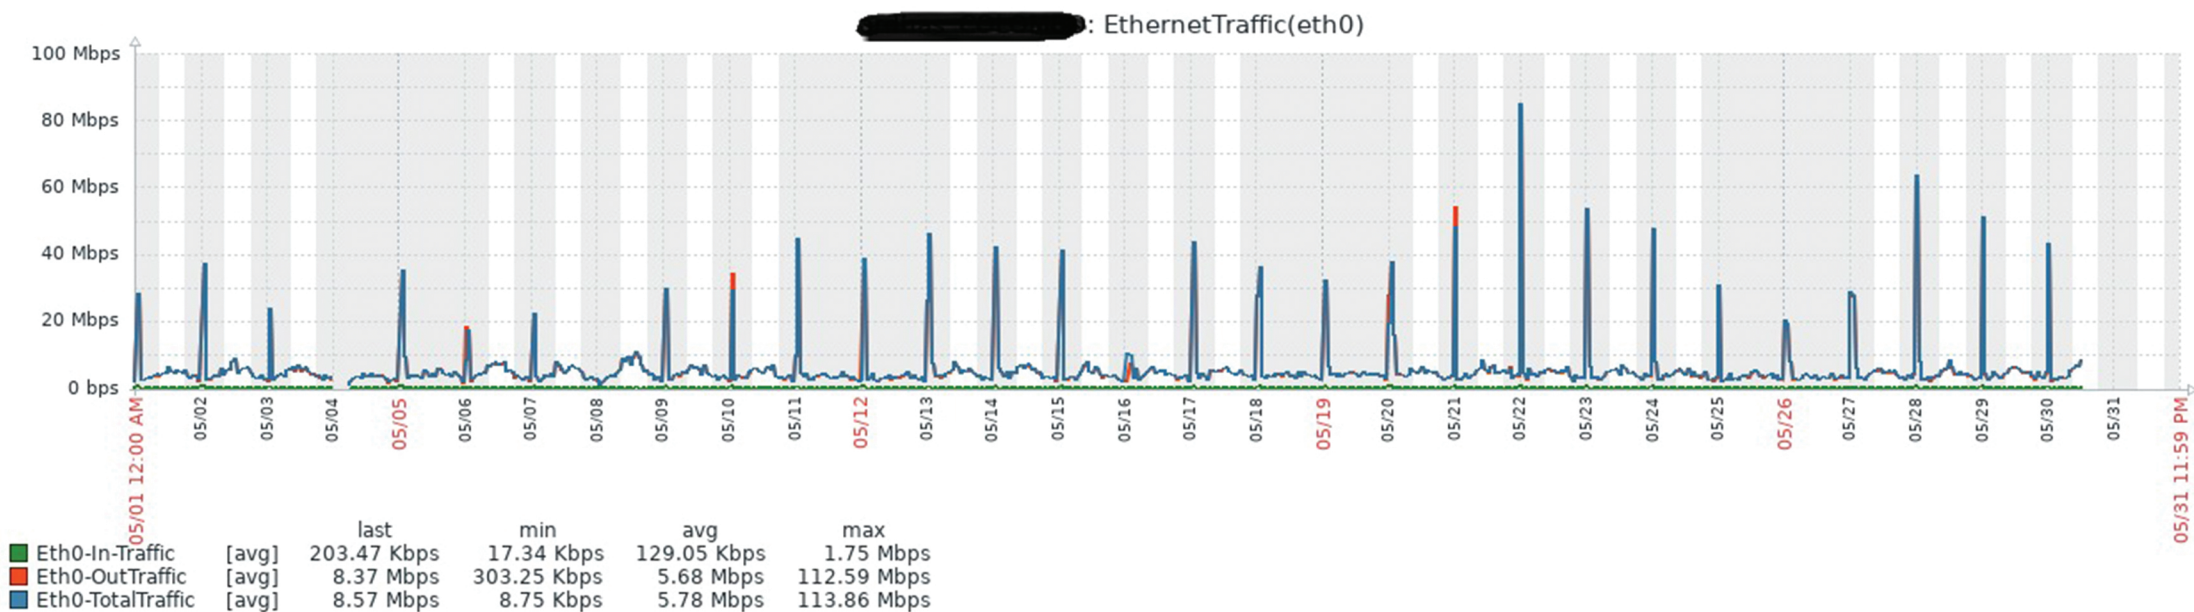 : EthernetTraffic(eth0)
100 Mbps
80 Mbps
60 Mbps
40 Mbps
20 Mbps
0 bps
05/01 12:00 AM
05/02
05/03
05/04
05/05
05/06
05/07
05/08
05/09
05/10
05/11
05/12
05/13
05/14
05/15
05/16
05/17
05/18
05/19
05/20
05/21
05/22
05/23
05/24
05/25
05/26
05/27
05/28
05/29
05/30
05/31
05/31 11:59 PM
last min avg max
Eth0-In-Traffic [avg] 203.47 Kbps 17.34 Kbps 129.05 Kbps 1.75 Mbps
Eth0-OutTraffic [avg] 8.37 Mbps 303.25 Kbps 5.68 Mbps 112.59 Mbps
Eth0-TotalTraffic [avg] 8.57 Mbps 8.75 Kbps 5.78 Mbps 113.86 Mbps